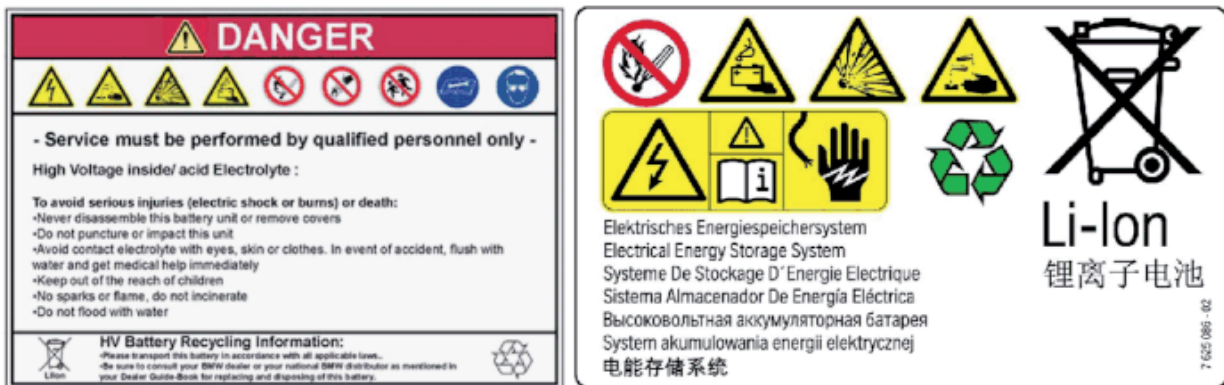 DANGER
- Service must be performed by qualified personnel only -
High Voltage inside/ acid Electrolyte :
To avoid serious injuries (electric shock or burns) or death:
•Never disassemble this battery unit or remove covers
•Do not puncture or impact this unit
•Avoid contact electrolyte with eyes, skin or clothes. In event of accident, flush with
water and get medical help immediately
•Keep out of the reach of children
•No sparks or flame, do not incinerate
•Do not flood with water
HV Battery Recycling Information:
•Please transport this battery in accordance with all applicable laws..
•Be sure to consult your BMW dealer or your national BMW distributor as mentioned in
your Dealer Guide-Book for replacing and disposing of this battery.
LiIon
i
Elektrisches Energiespeichersystem
Electrical Energy Storage System
Systeme De Stockage D´Energie Electrique
Sistema Almacenador De Energía Eléctrica
Высоковольтная аккумуляторная батарея
System akumulowania energii elektrycznej
电能存储系统
Li-Ion
锂离子电池
7 625 086 - 02